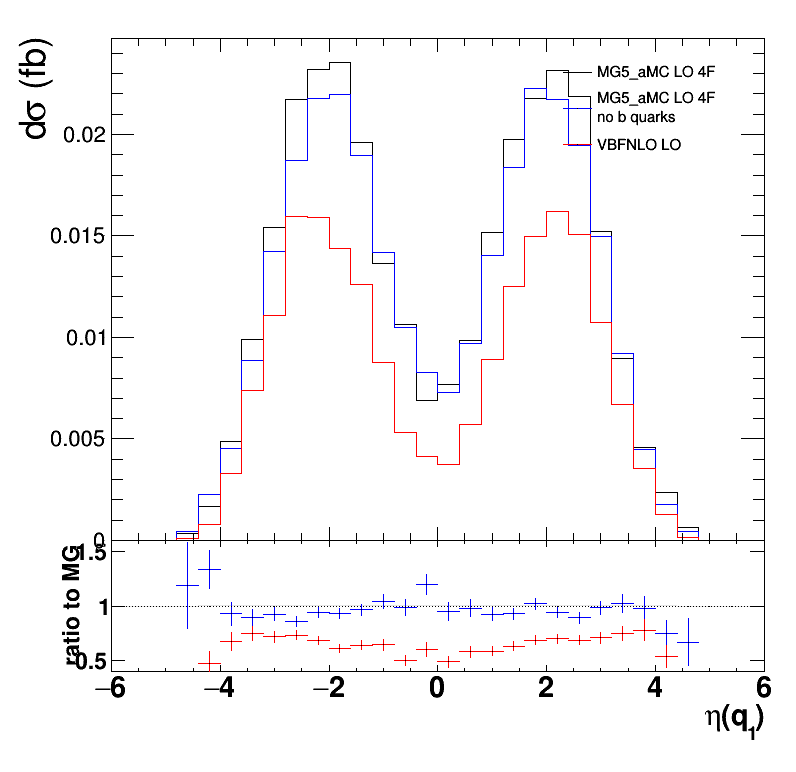 dσ (fb)
MG5_aMC LO 4F
MG5_aMC LO 4F
no b quarks
VBFNLO LO
0.02
0.015
0.01
0.005
0
ratio to MG
1.5
1
0.5
−6 −4 −2 0 2 4 6
η(q1)